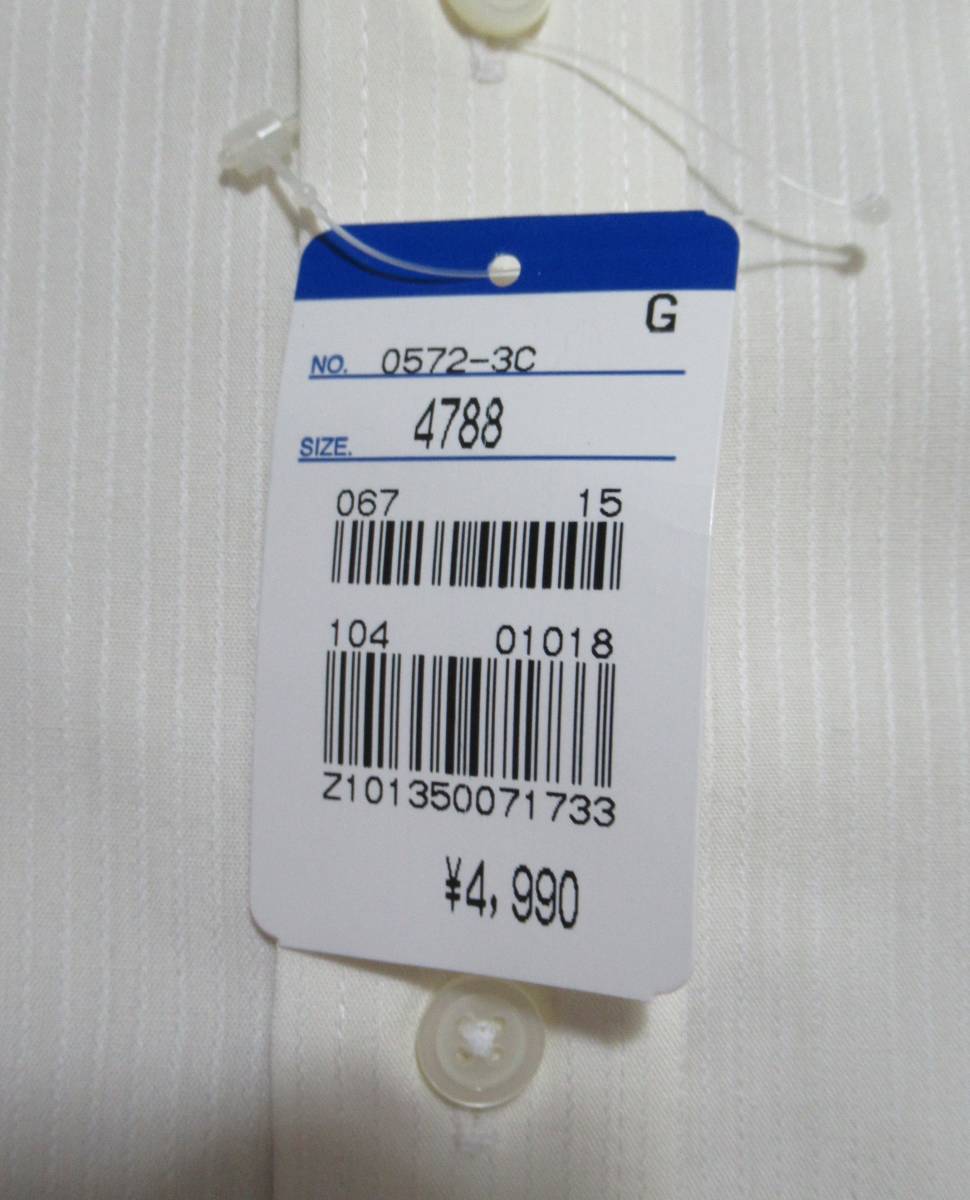 G
NO. 0572-3C
SIZE. 4788
067 15
104 01018
Z101350071733
¥4,990